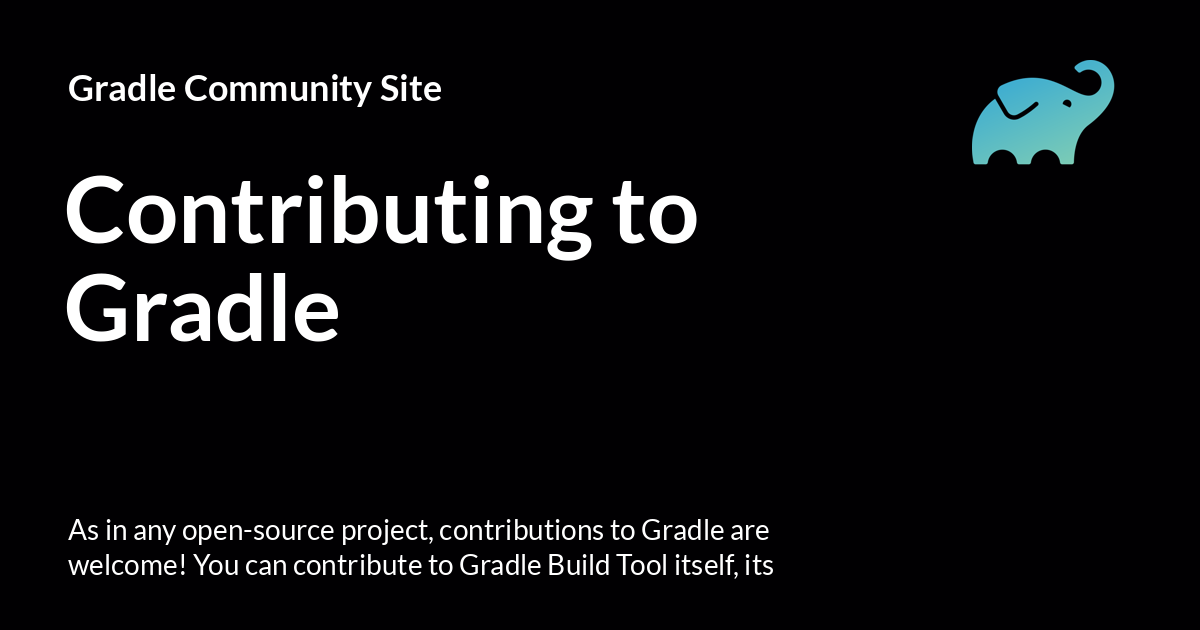 Gradle Community Site
Contributing to
Gradle
As in any open-source project, contributions to Gradle are
welcome! You can contribute to Gradle Build Tool itself, its